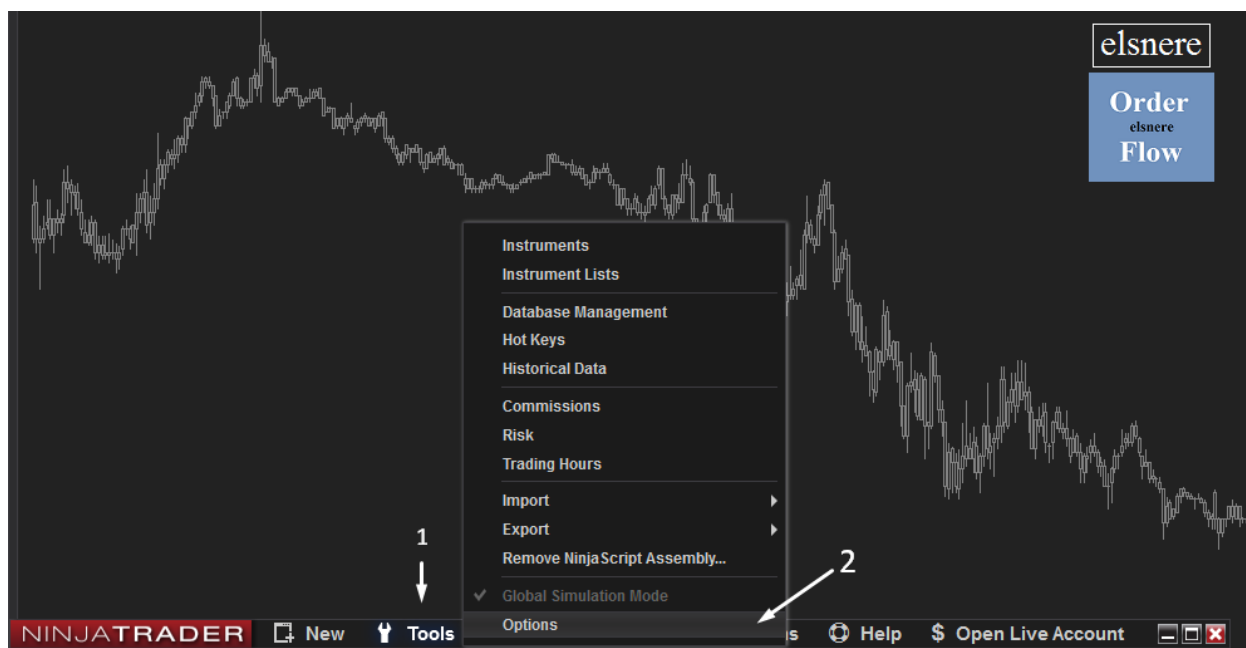 elsnere
Order
elsnere
Flow
Instruments
Instrument Lists
Database Management
Hot Keys
Historical Data
Commissions
Risk
Trading Hours
Import
Export
Remove NinjaScript Assembly...
Global Simulation Mode
Options
1
2
NINJATRADER New Tools Help $ Open Live Account